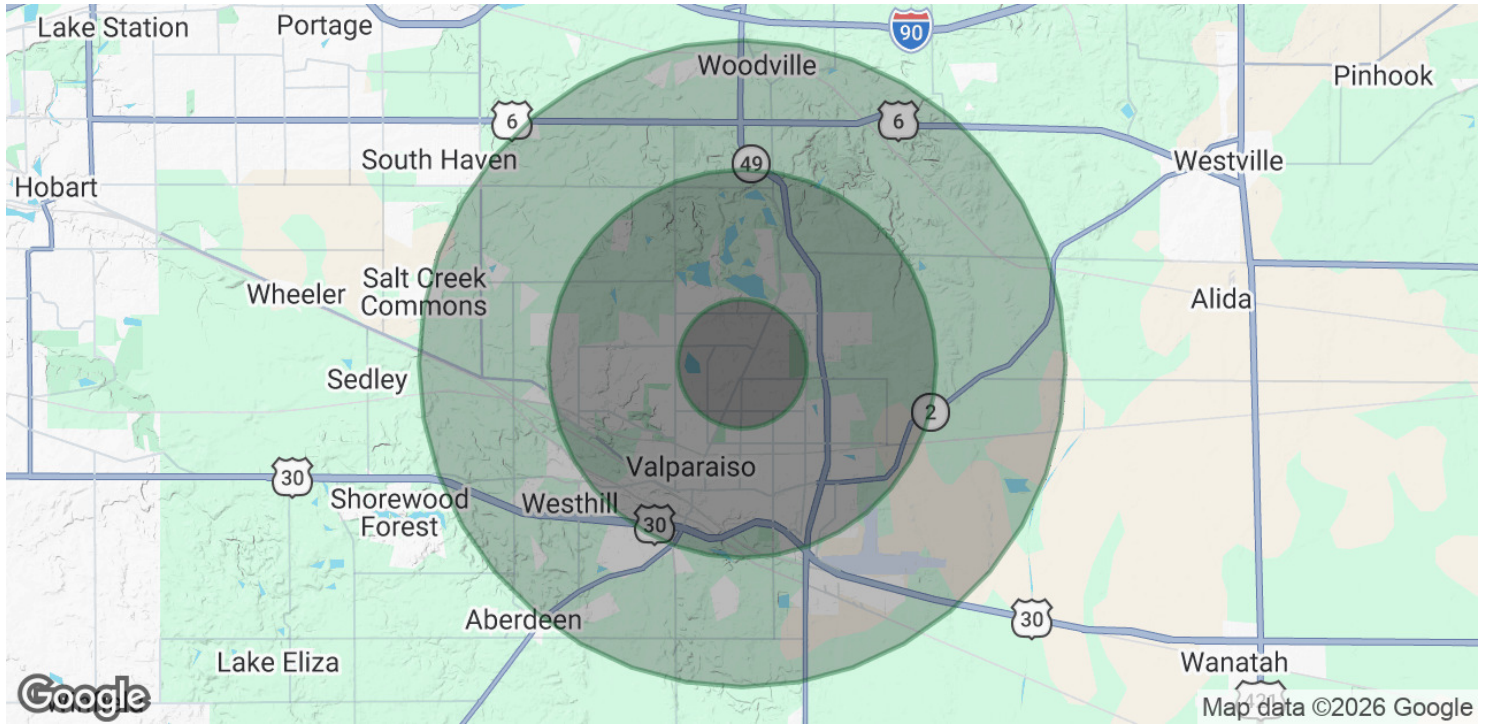 Lake Station
Portage
90
Woodville
Pinhook
6
6
South Haven
49
Westville
Hobart
Salt Creek
Commons
Wheeler
Alida
Sedley
2
Valparaiso
30
Shorewood
Forest
Westhill
30
Aberdeen
30
Lake Eliza
Wanatah
Google
421
Map data ©2026 Google